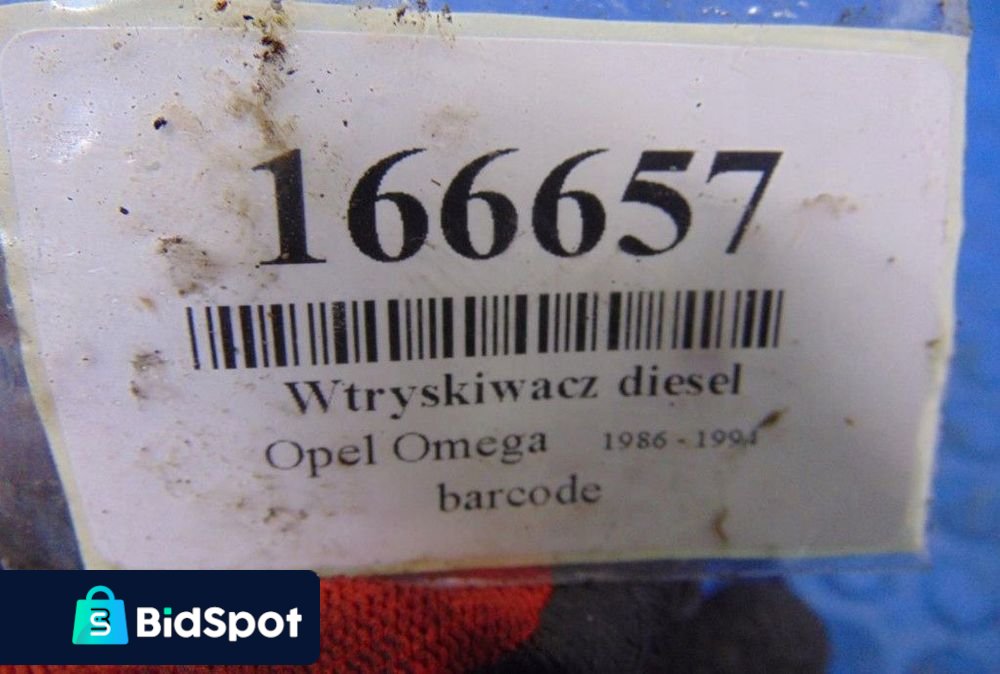 166657
Wtryskiwacz diesel
Opel Omega 1986 - 1994
barcode
BidSpot